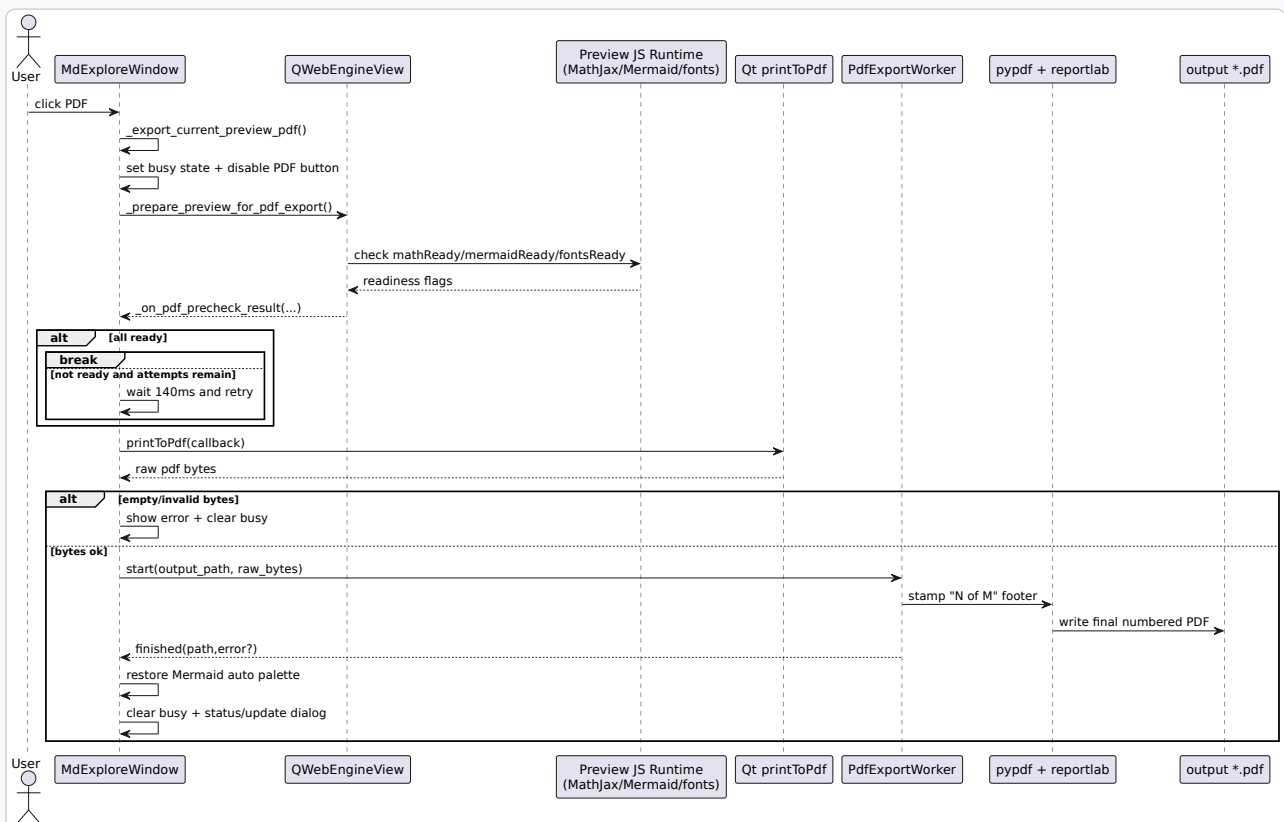 User
MdExploreWindow
QWebEngineView
Preview JS Runtime
(MathJax/Mermaid/fonts)
Qt printToPdf
PdfExportWorker
pypdf + reportlab
output *.pdf
click PDF
_export_current_preview_pdf()
set busy state + disable PDF button
_prepare_preview_for_pdf_export()
check mathReady/mermaidReady/fontsReady
readiness flags
_on_pdf_precheck_result(...)
alt [all ready]
break
[not ready and attempts remain]
wait 140ms and retry
printToPdf(callback)
raw pdf bytes
alt [empty/invalid bytes]
show error + clear busy
[bytes ok]
start(output_path, raw_bytes)
stamp "N of M" footer
write final numbered PDF
finished(path,error?)
restore Mermaid auto palette
clear busy + status/update dialog
User
MdExploreWindow
QWebEngineView
Preview JS Runtime
(MathJax/Mermaid/fonts)
Qt printToPdf
PdfExportWorker
pypdf + reportlab
output *.pdf